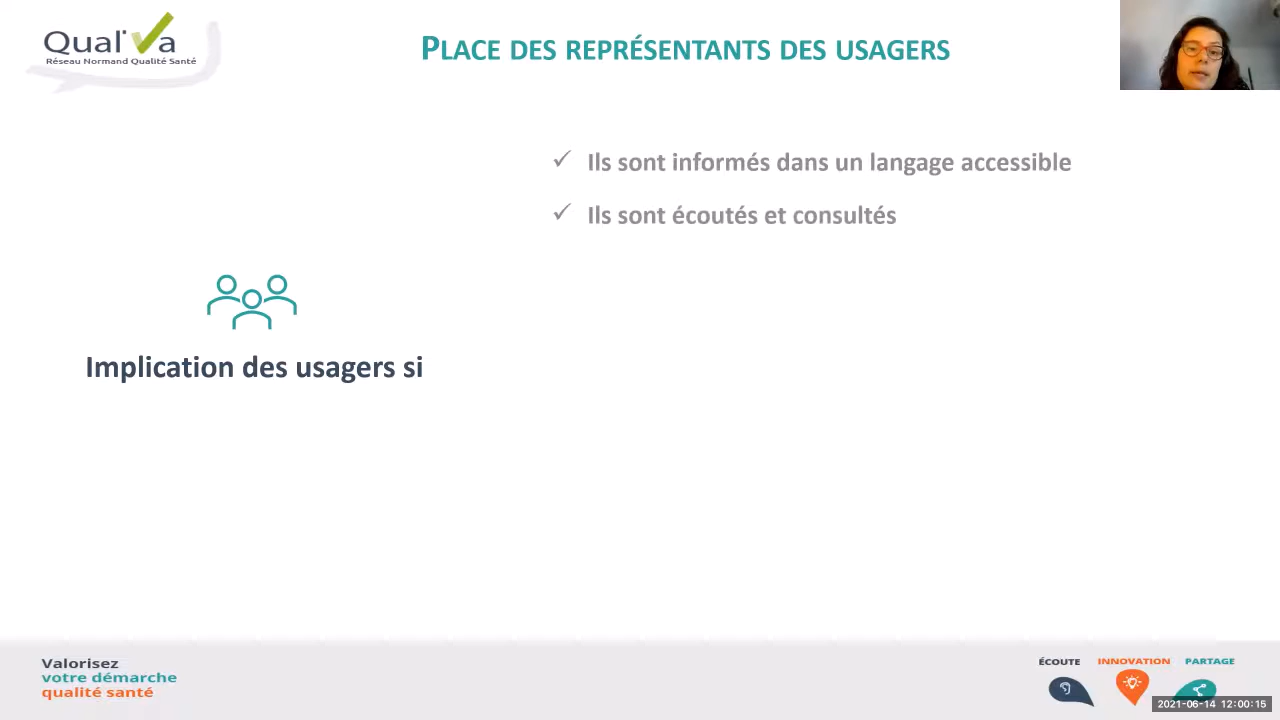 Qual'Va
Réseau Normand Qualité Santé
PLACE DES REPRÉSENTANTS DES USAGERS
✓ Ils sont informés dans un langage accessible
✓ Ils sont écoutés et consultés
Implication des usagers si
Valorisez
votre démarche
qualité santé
ÉCOUTE INNOVATION PARTAGE
2021-06-14 12:00:15